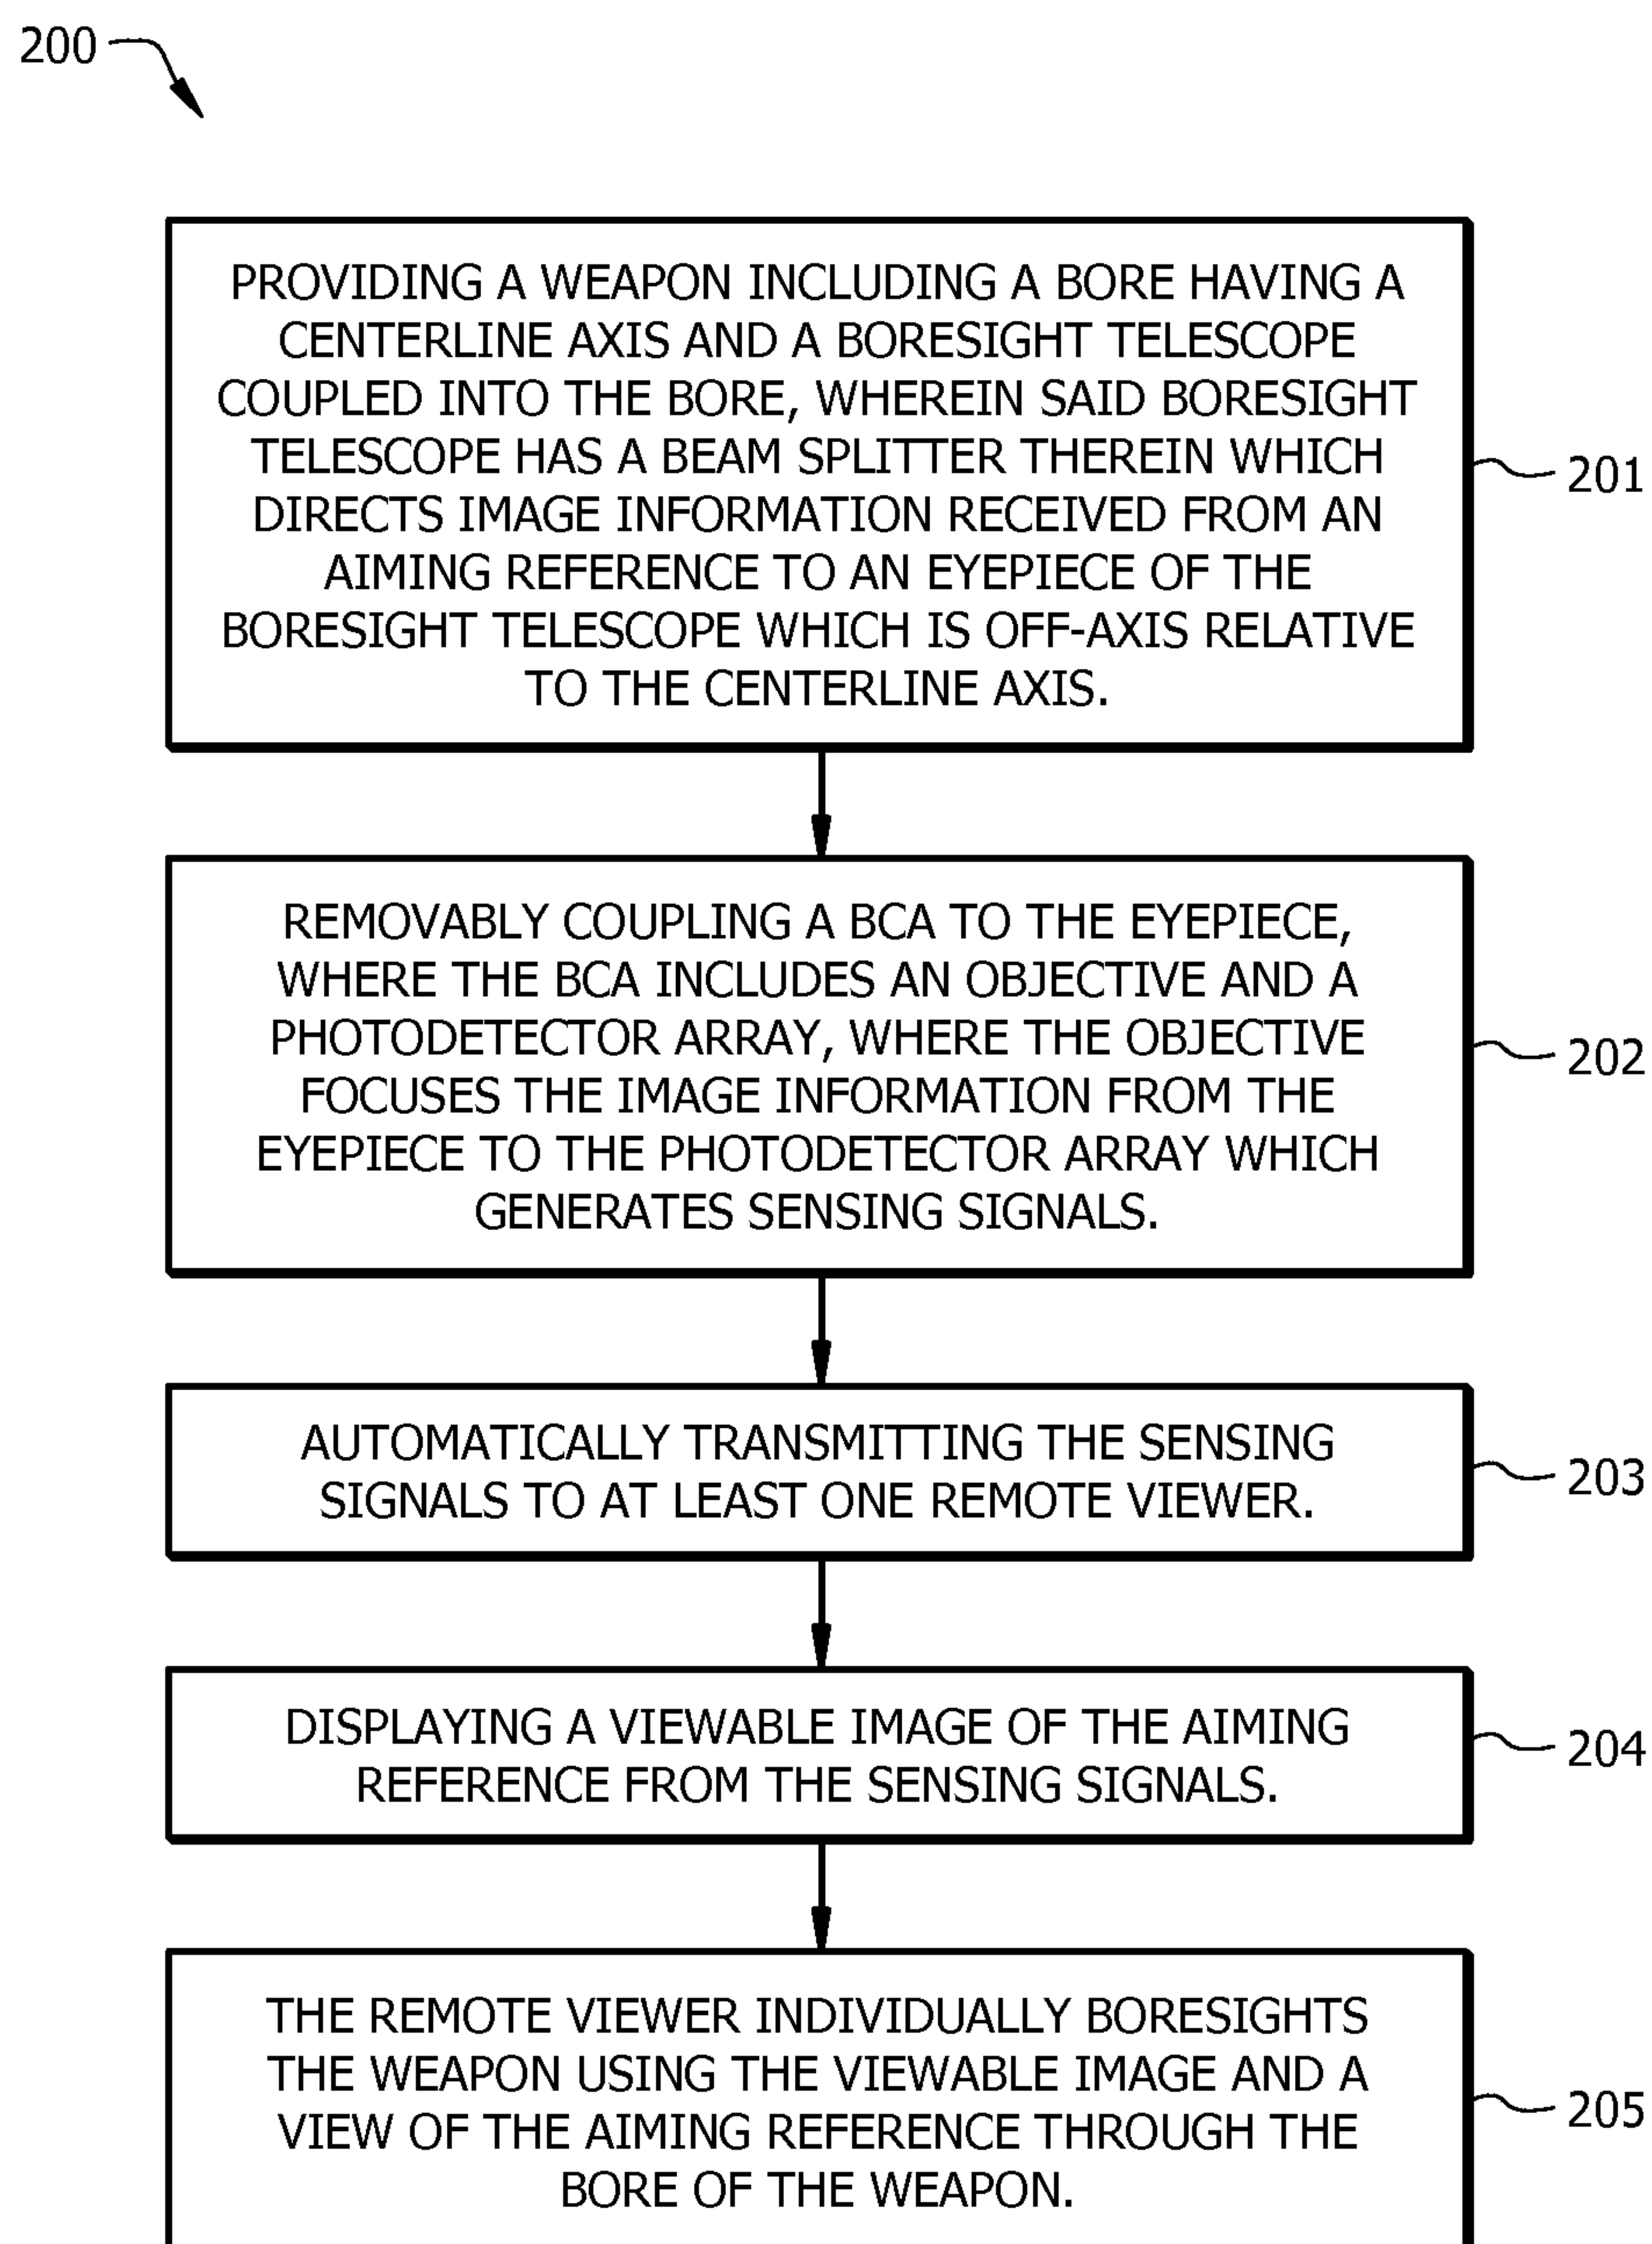 200
PROVIDING A WEAPON INCLUDING A BORE HAVING A
CENTERLINE AXIS AND A BORESIGHT TELESCOPE
COUPLED INTO THE BORE, WHEREIN SAID BORESIGHT
TELESCOPE HAS A BEAM SPLITTER THEREIN WHICH
DIRECTS IMAGE INFORMATION RECEIVED FROM AN
AIMING REFERENCE TO AN EYEPIECE OF THE
BORESIGHT TELESCOPE WHICH IS OFF-AXIS RELATIVE
TO THE CENTERLINE AXIS.
201
REMOVABLY COUPLING A BCA TO THE EYEPIECE,
WHERE THE BCA INCLUDES AN OBJECTIVE AND A
PHOTODETECTOR ARRAY, WHERE THE OBJECTIVE
FOCUSES THE IMAGE INFORMATION FROM THE
EYEPIECE TO THE PHOTODETECTOR ARRAY WHICH
GENERATES SENSING SIGNALS.
202
AUTOMATICALLY TRANSMITTING THE SENSING
SIGNALS TO AT LEAST ONE REMOTE VIEWER.
203
DISPLAYING A VIEWABLE IMAGE OF THE AIMING
REFERENCE FROM THE SENSING SIGNALS.
204
THE REMOTE VIEWER INDIVIDUALLY BORESIGHTS
THE WEAPON USING THE VIEWABLE IMAGE AND A
VIEW OF THE AIMING REFERENCE THROUGH THE
BORE OF THE WEAPON.
205